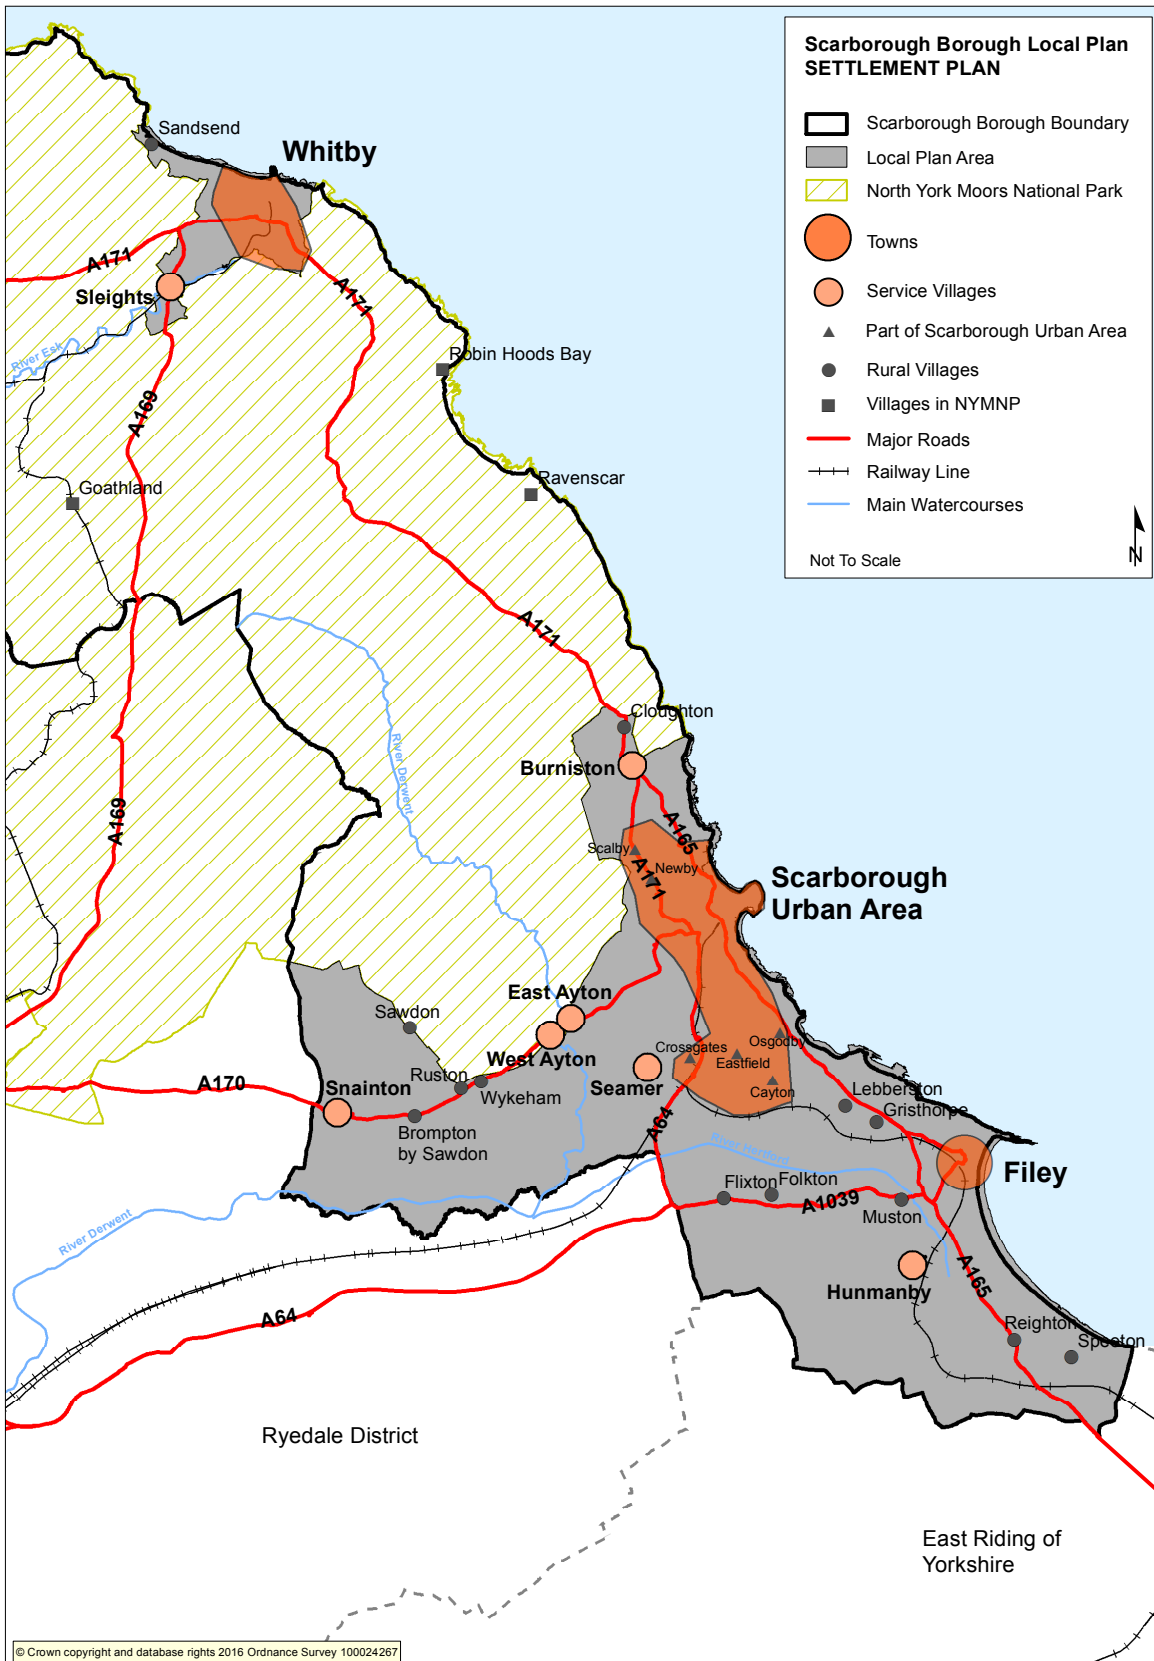 Scarborough Borough Local Plan
SETTLEMENT PLAN
Scarborough Borough Boundary
Local Plan Area
North York Moors National Park
Towns
Service Villages
Part of Scarborough Urban Area
Rural Villages
Villages in NYMNP
Major Roads
Railway Line
Main Watercourses
Not To Scale
N
Sandsend
Whitby
A171
A171
Sleights
River Esk
Robin Hoods Bay
A169
Goathland
Ravenscar
A171
Cloughton
River Derwent
Burniston
A169
A165
Scalby
A171
Newby
Scarborough
Urban Area
East Ayton
Sawdon
West Ayton
Osgodby
Crossgates
Eastfield
Seamer
Cayton
Ruston
Wykeham
A170
Snainton
Lebberston
Gristhorpe
Brompton
by Sawdon
A64
River Hertford
Filey
Flixton
Folkton
A1039
Muston
River Derwent
A165
Hunmanby
A64
Reighton
Speeton
Ryedale District
East Riding of
Yorkshire
© Crown copyright and database rights 2016 Ordnance Survey 100024267